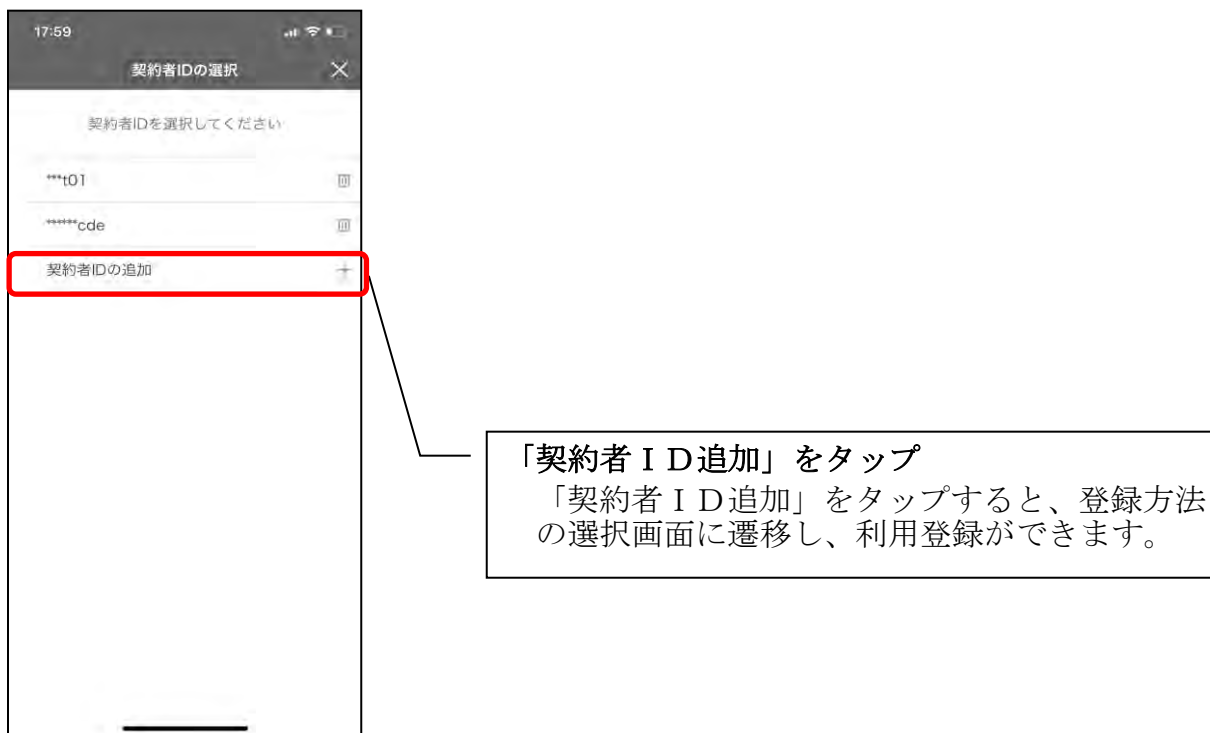 17:59
契約者IDの選択
契約者IDを選択してください
***t01
******cde
契約者IDの追加
「契約者ＩＤ追加」をタップ
「契約者ＩＤ追加」をタップすると、登録方法
の選択画面に遷移し、利用登録ができます。